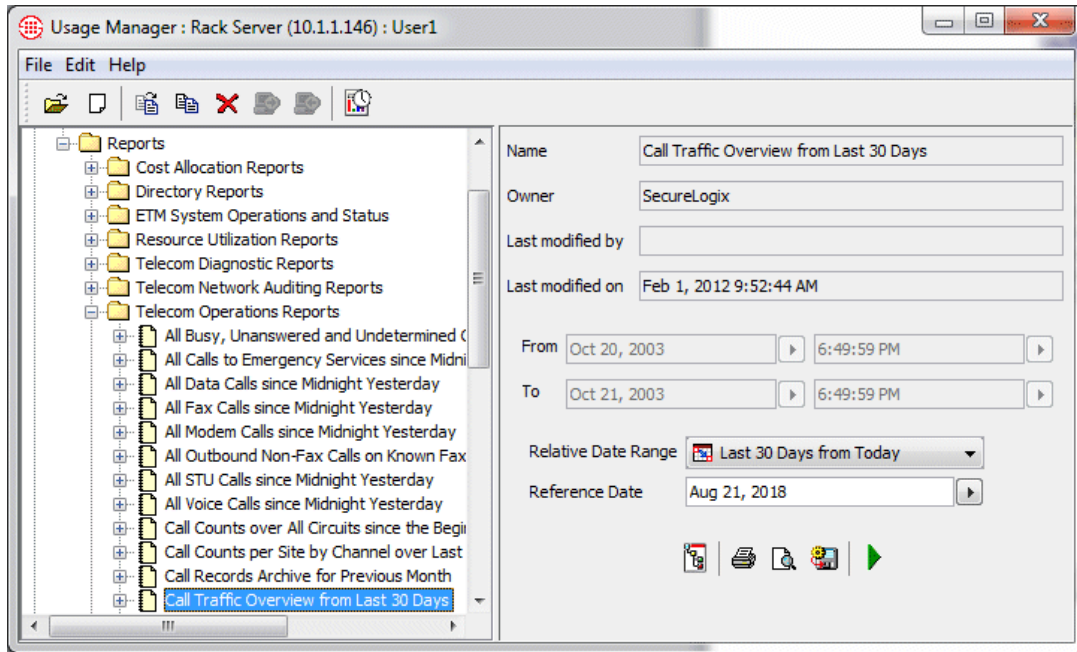 Usage Manager : Rack Server (10.1.1.146) : User1
File Edit Help
Reports
Cost Allocation Reports
Directory Reports
ETM System Operations and Status
Resource Utilization Reports
Telecom Diagnostic Reports
Telecom Network Auditing Reports
Telecom Operations Reports
All Busy, Unanswered and Undetermined
All Calls to Emergency Services since Midni
All Data Calls since Midnight Yesterday
All Fax Calls since Midnight Yesterday
All Modem Calls since Midnight Yesterday
All Outbound Non-Fax Calls on Known Fax
All STU Calls since Midnight Yesterday
All Voice Calls since Midnight Yesterday
Call Counts over All Circuits since the Begi
Call Counts per Site by Channel over Last
Call Records Archive for Previous Month
Call Traffic Overview from Last 30 Days
Name Call Traffic Overview from Last 30 Days
Owner SecureLogix
Last modified by
Last modified on Feb 1, 2012 9:52:44 AM
From Oct 20, 2003 6:49:59 PM
To Oct 21, 2003 6:49:59 PM
Relative Date Range Last 30 Days from Today
Reference Date Aug 21, 2018